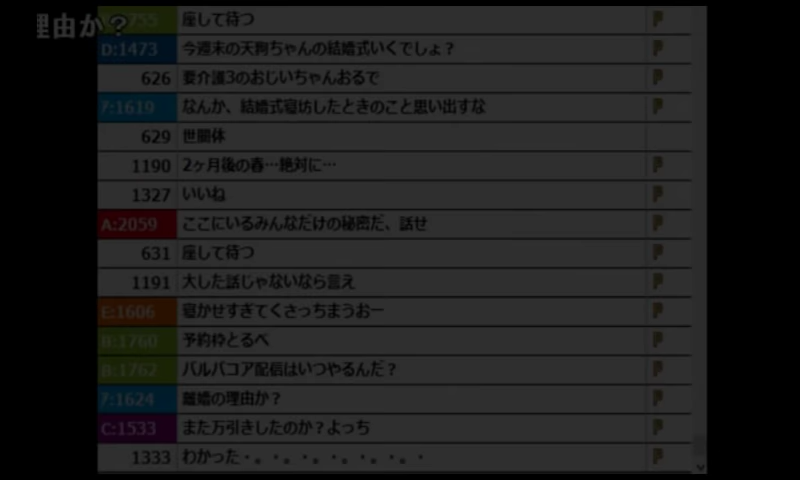 理由か？
755 座して待つ
D:1473 今週末の天狗ちゃんの結婚式いくでしょ？
626 要介護3のおじいちゃんおるで
ｱ:1619 なんか、結婚式寝坊したときのこと思い出すな
629 世間体
1190 2ヶ月後の春…絶対に…
1327 いいね
A:2059 ここにいるみんなだけの秘密だ、話せ
631 座して待つ
1191 大した話じゃないなら言え
E:1606 寝かせすぎてくさっちまうおー
B:1760 予約枠とるべ
B:1762 バルバコア配信はいつやるんだ？
ｱ:1624 離婚の理由か？
C:1533 また万引きしたのか？よっち
1333 わかった・。・。・。・。・。・。・